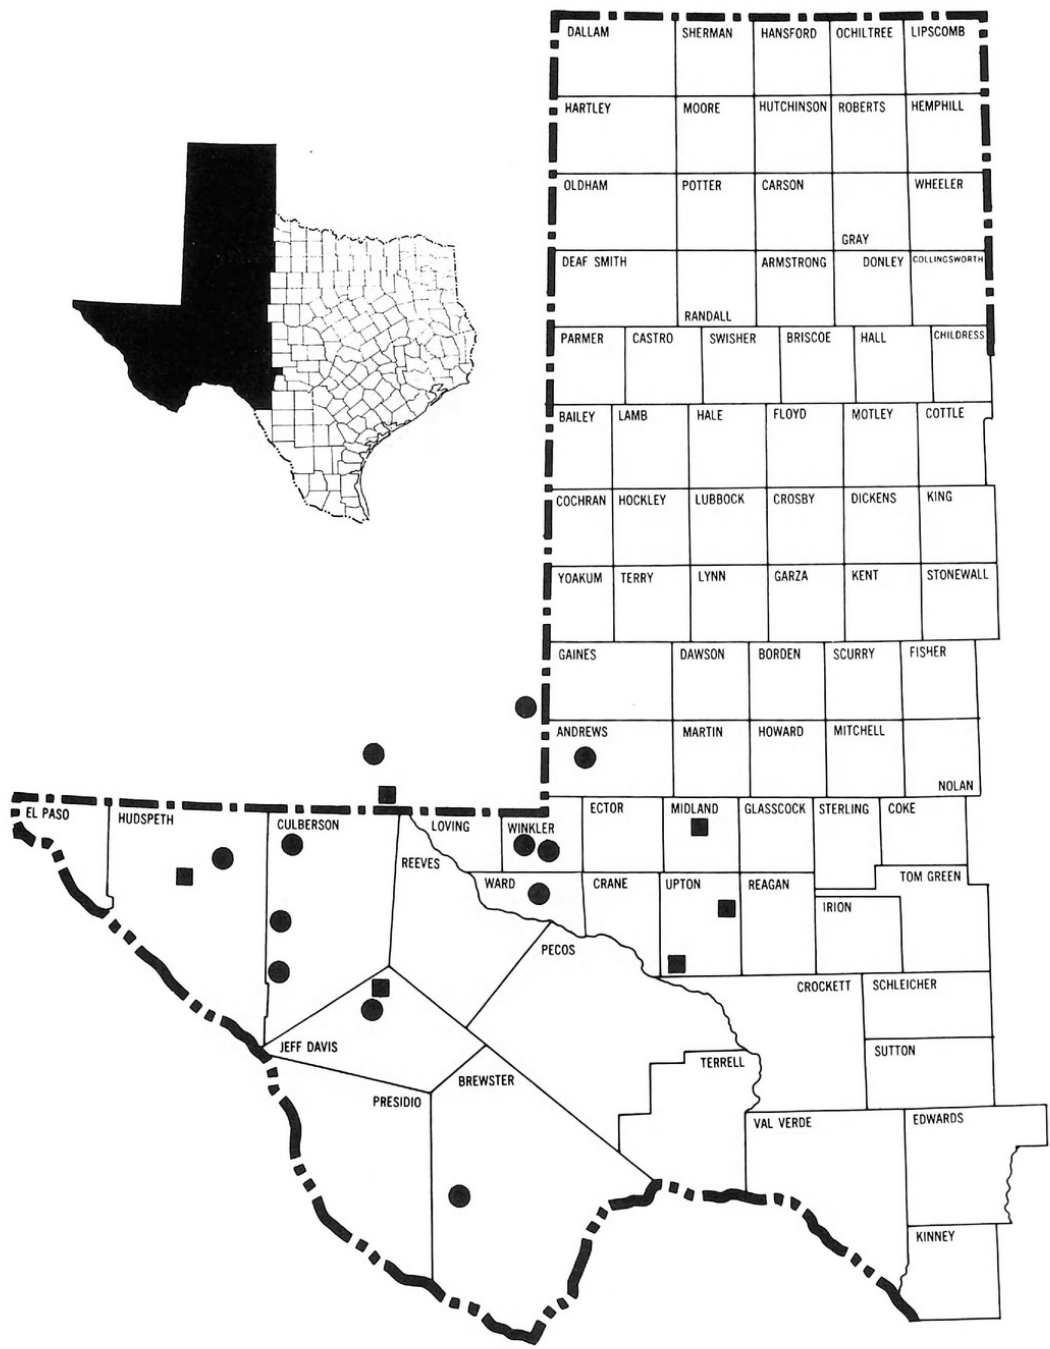 DALLAM SHERMAN HANSFORD OCHILTREE LIPSCOMB
HARTLEY MOORE HUTCHINSON ROBERTS HEMPHILL
OLDHAM POTTER CARSON WHEELER
GRAY
DEAF SMITH ARMSTRONG DONLEY COLLINGSWORTH
RANDALL
PARMER CASTRO SWISHER BRISCOE HALL CHILDRESS
BAILEY LAMB HALE FLOYD MOTLEY COTTLE
COCHRAN HOCKLEY LUBBOCK CROSBY DICKENS KING
YOAKUM TERRY LYNN GARZA KENT STONEWALL
GAINES DAWSON BORDEN SCURRY FISHER
ANDREWS MARTIN HOWARD MITCHELL
NOLAN
EL PASO HUDSPETH CULBERSON LOVING WINKLER ECTOR MIDLAND GLASSCOCK STERLING COKE
REEVES
WARD CRANE UPTON REAGAN TOM GREEN
IRION
PECOS
CROCKETT SCHLEICHER
JEFF DAVIS SUTTON
TERRELL
BREWSTER
PRESIDIO
VAL VERDE EDWARDS
KINNEY